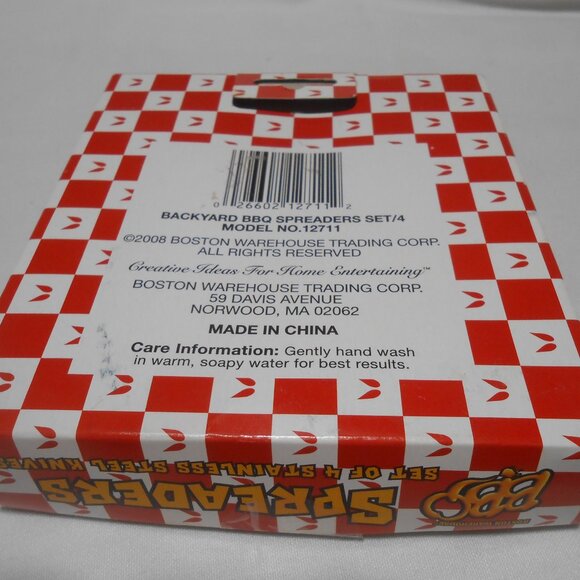 0 26602 12711 2
BACKYARD BBQ SPREADERS SET/4
MODEL NO.12711
©2008 BOSTON WAREHOUSE TRADING CORP.
ALL RIGHTS RESERVED
Creative Ideas For Home Entertaining™
BOSTON WAREHOUSE TRADING CORP.
59 DAVIS AVENUE
NORWOOD, MA 02062
MADE IN CHINA
Care Information: Gently hand wash
in warm, soapy water for best results.
BBQ
BOSTON WAREHOUSE
SPREADERS
SET OF 4 STAINLESS STEEL KNIVES